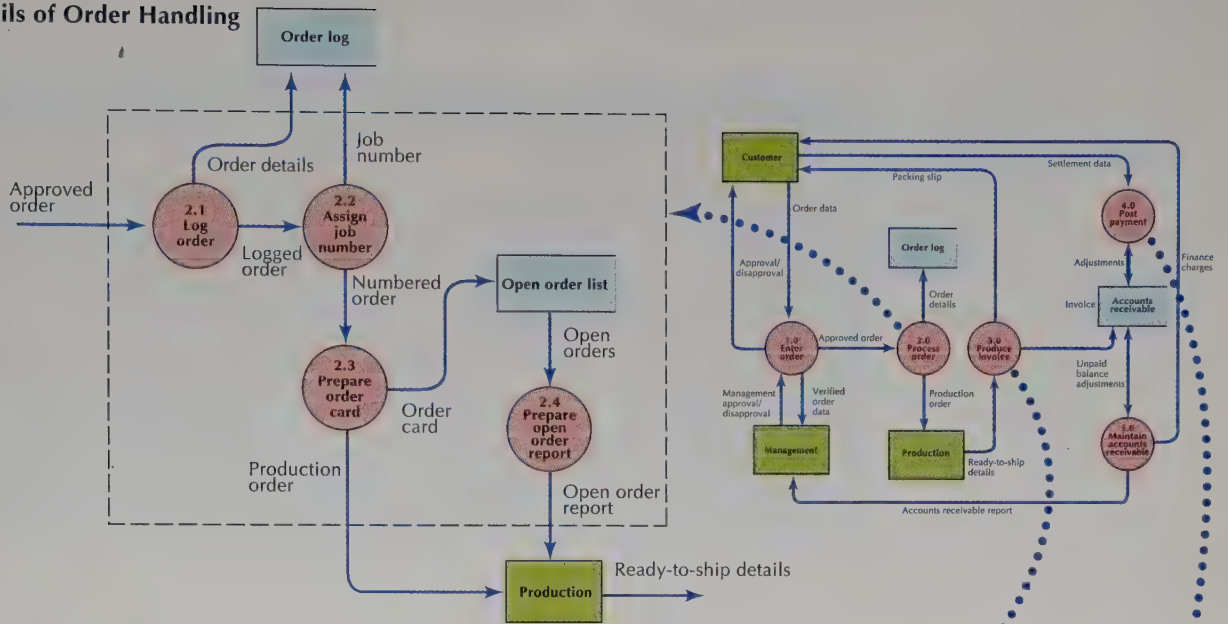 ils of Order Handling
Order log
Order details
Job
number
Approved
order
2.1
Log
order
Logged
order
2.2
Assign
job
number
Numbered
order
Open order list
Open
orders
2.3
Prepare
order
card
Order
card
2.4
Prepare
open
order
report
Production
order
Open order
report
Production
Ready-to-ship details
Customer
Settlement data
Packing slip
Order data
4.0
Post
payment
Order log
Approval/
disapproval
Adjustments
Finance
charges
Order
details
Invoice
Accounts
receivable
1.0
Enter
order
Approved order
2.0
Process
order
3.0
Produce
invoice
Unpaid
balance
adjustments
Management
approval/
disapproval
Verified
order
data
Production
order
Management
Production
Ready-to-ship
details
5.0
Maintain
accounts
receivable
Accounts receivable report